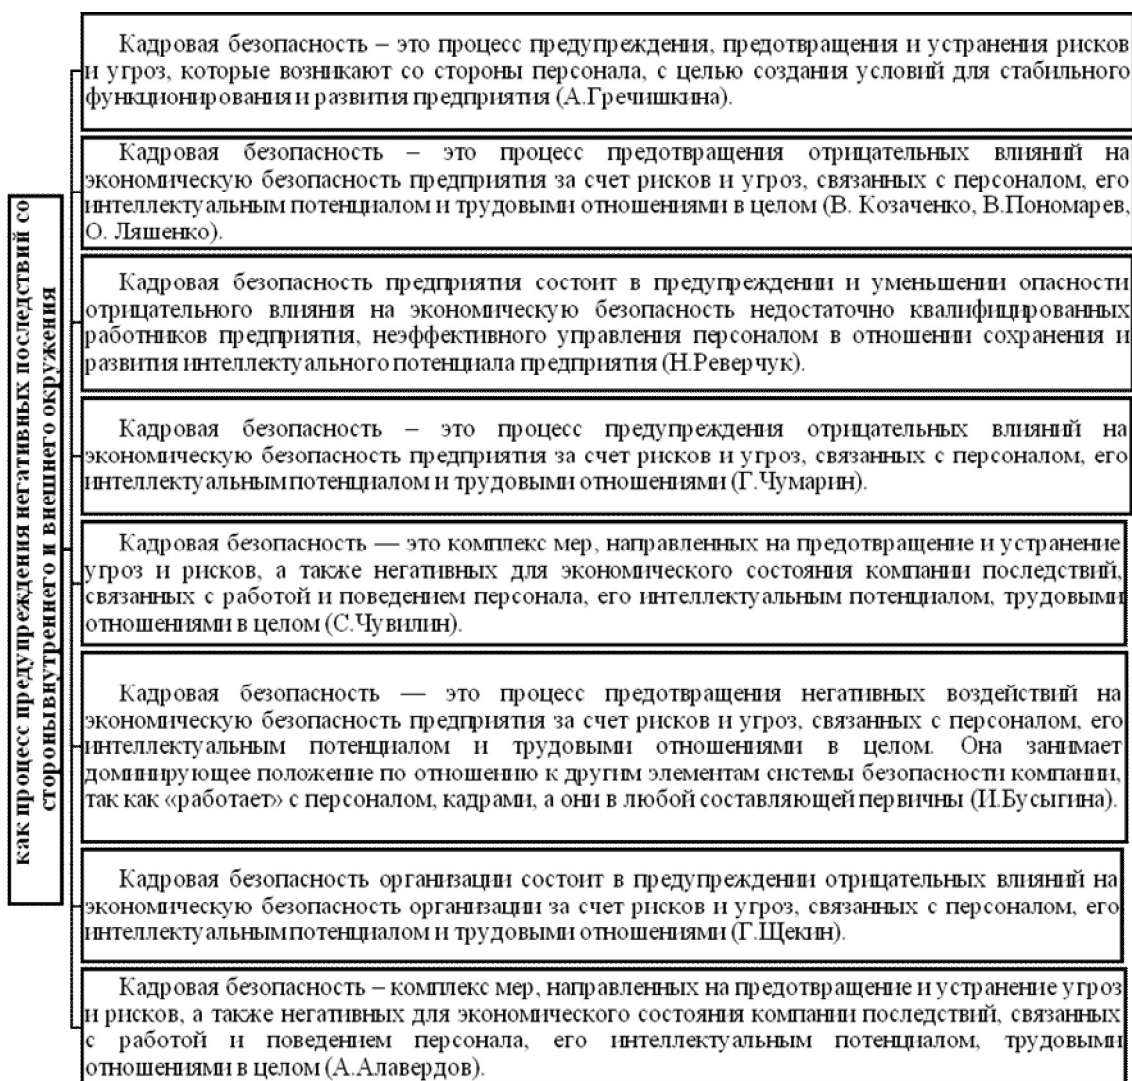 как процесс предупреждения негативных последствий со
стороны внутреннего и внешнего окружения
Кадровая безопасность – это процесс предупреждения, предотвращения и устранения рисков
и угроз, которые возникают со стороны персонала, с целью создания условий для стабильного
функционирования и развития предприятия (А.Гречишкина).
Кадровая безопасность – это процесс предотвращения отрицательных влияний на
экономическую безопасность предприятия за счет рисков и угроз, связанных с персоналом, его
интеллектуальным потенциалом и трудовыми отношениями в целом (В. Козаченко, В.Пономарев,
О. Ляшенко).
Кадровая безопасность предприятия состоит в предупреждении и уменьшении опасности
отрицательного влияния на экономическую безопасность недостаточно квалифицированных
работников предприятия, неэффективного управления персоналом в отношении сохранения и
развития интеллектуального потенциала предприятия (Н.Реверчук).
Кадровая безопасность – это процесс предупреждения отрицательных влияний на
экономическую безопасность предприятия за счет рисков и угроз, связанных с персоналом, его
интеллектуальным потенциалом и трудовыми отношениями (Г.Чумарин).
Кадровая безопасность — это комплекс мер, направленных на предотвращение и устранение
угроз и рисков, а также негативных для экономического состояния компании последствий,
связанных с работой и поведением персонала, его интеллектуальным потенциалом, трудовыми
отношениями в целом (С.Чувилин).
Кадровая безопасность — это процесс предотвращения негативных воздействий на
экономическую безопасность предприятия за счет рисков и угроз, связанных с персоналом, его
интеллектуальным потенциалом и трудовыми отношениями в целом. Она занимает
доминирующее положение по отношению к другим элементам системы безопасности компании,
так как «работает» с персоналом, кадрами, а они в любой составляющей первичны (И.Бусыгина).
Кадровая безопасность организации состоит в предупреждении отрицательных влияний на
экономическую безопасность организации за счет рисков и угроз, связанных с персоналом, его
интеллектуальным потенциалом и трудовыми отношениями (Г.Щекин).
Кадровая безопасность – комплекс мер, направленных на предотвращение и устранение угроз
и рисков, а также негативных для экономического состояния компании последствий, связанных
с работой и поведением персонала, его интеллектуальным потенциалом, трудовыми
отношениями в целом (А.Алавердов).